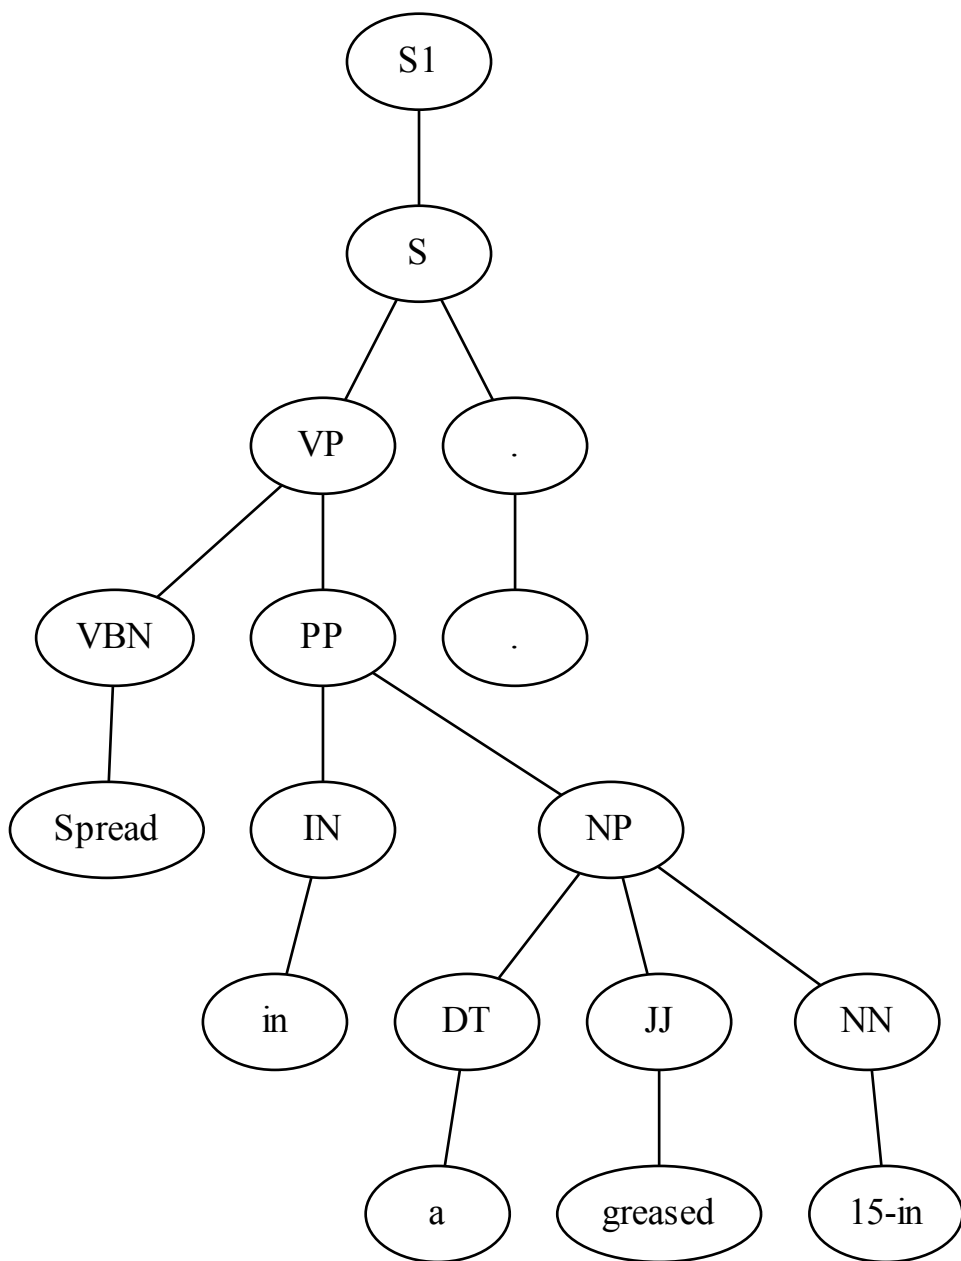 S1
S
VP .
VBN PP .
Spread IN NP
in DT JJ NN
a greased 15-in